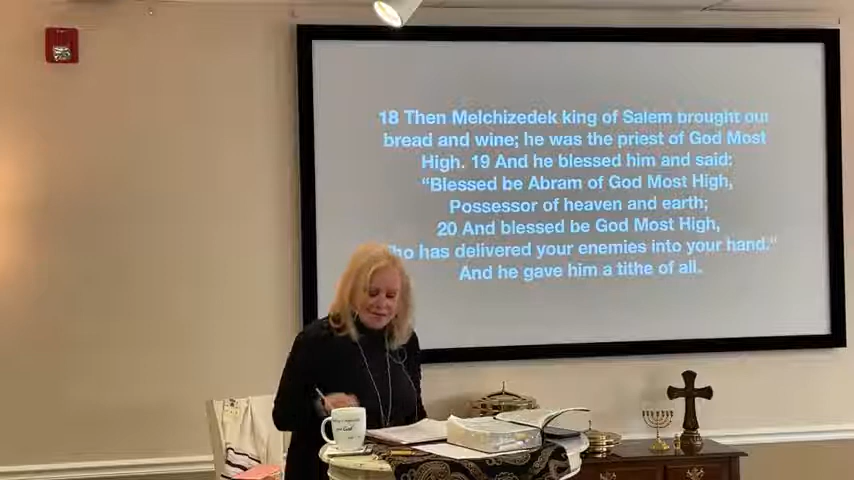 18 Then Melchizedek king of Salem brought out
bread and wine; he was the priest of God Most
High. 19 And he blessed him and said:
“Blessed be Abram of God Most High,
Possessor of heaven and earth;
20 And blessed be God Most High,
Who has delivered your enemies into your hand.”
And he gave him a tithe of all.
God